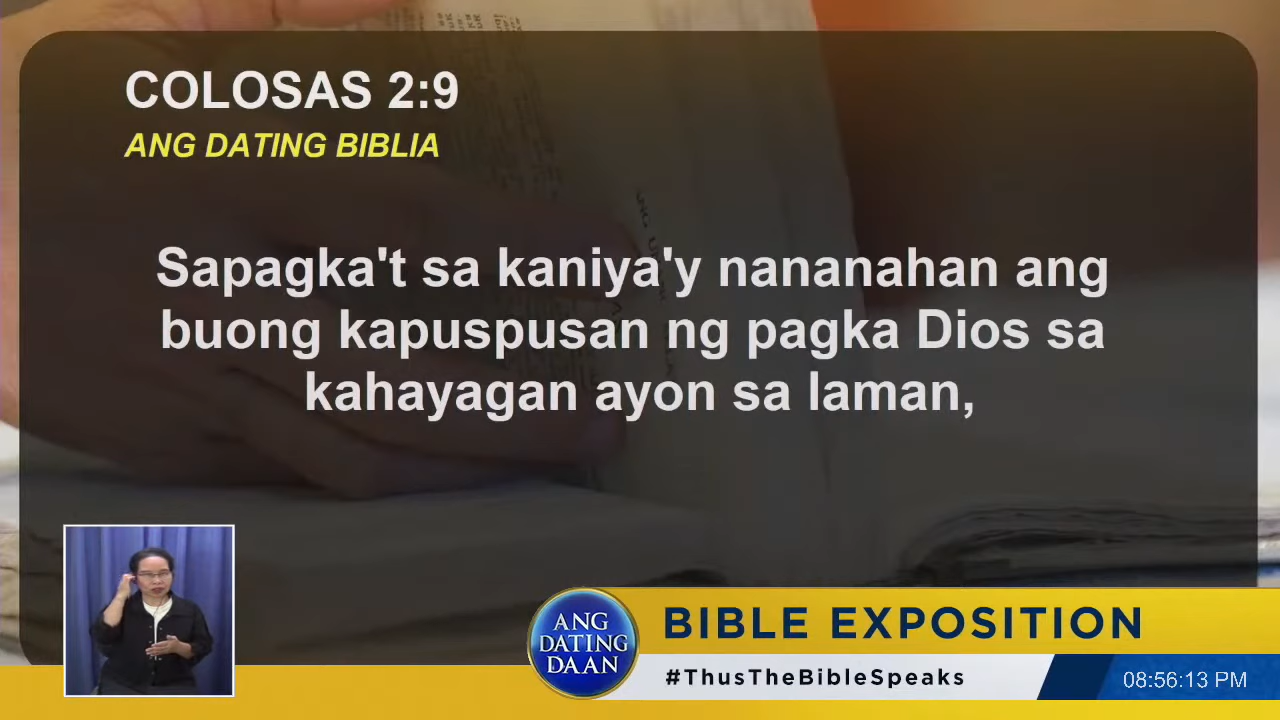 COLOSAS 2:9
ANG DATING BIBLIA
Sapagka't sa kaniya'y nananahan ang
buong kapuspusan ng pagka Dios sa
kahayagan ayon sa laman,
ANG
DATING
DAAN
BIBLE EXPOSITION
#ThusTheBibleSpeaks
08:56:13 PM